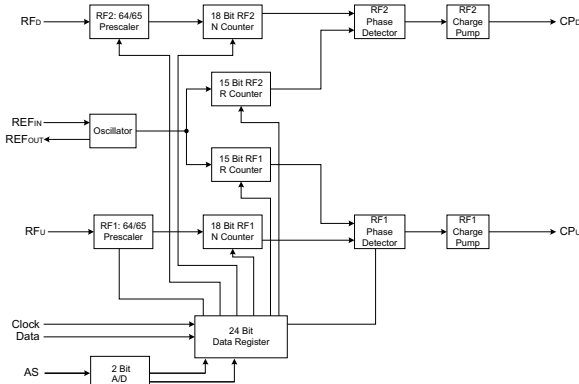 RFD
RF2: 64/65
Prescaler
18 Bit RF2
N Counter
RF2
Phase
Detector
RF2
Charge
Pump
CPD
15 Bit RF2
R Counter
REFIN
REFOUT
Oscillator
15 Bit RF1
R Counter
RFU
RF1: 64/65
Prescaler
18 Bit RF1
N Counter
RF1
Phase
Detector
RF1
Charge
Pump
CPU
Clock
Data
24 Bit
Data Register
AS
2 Bit
A/D